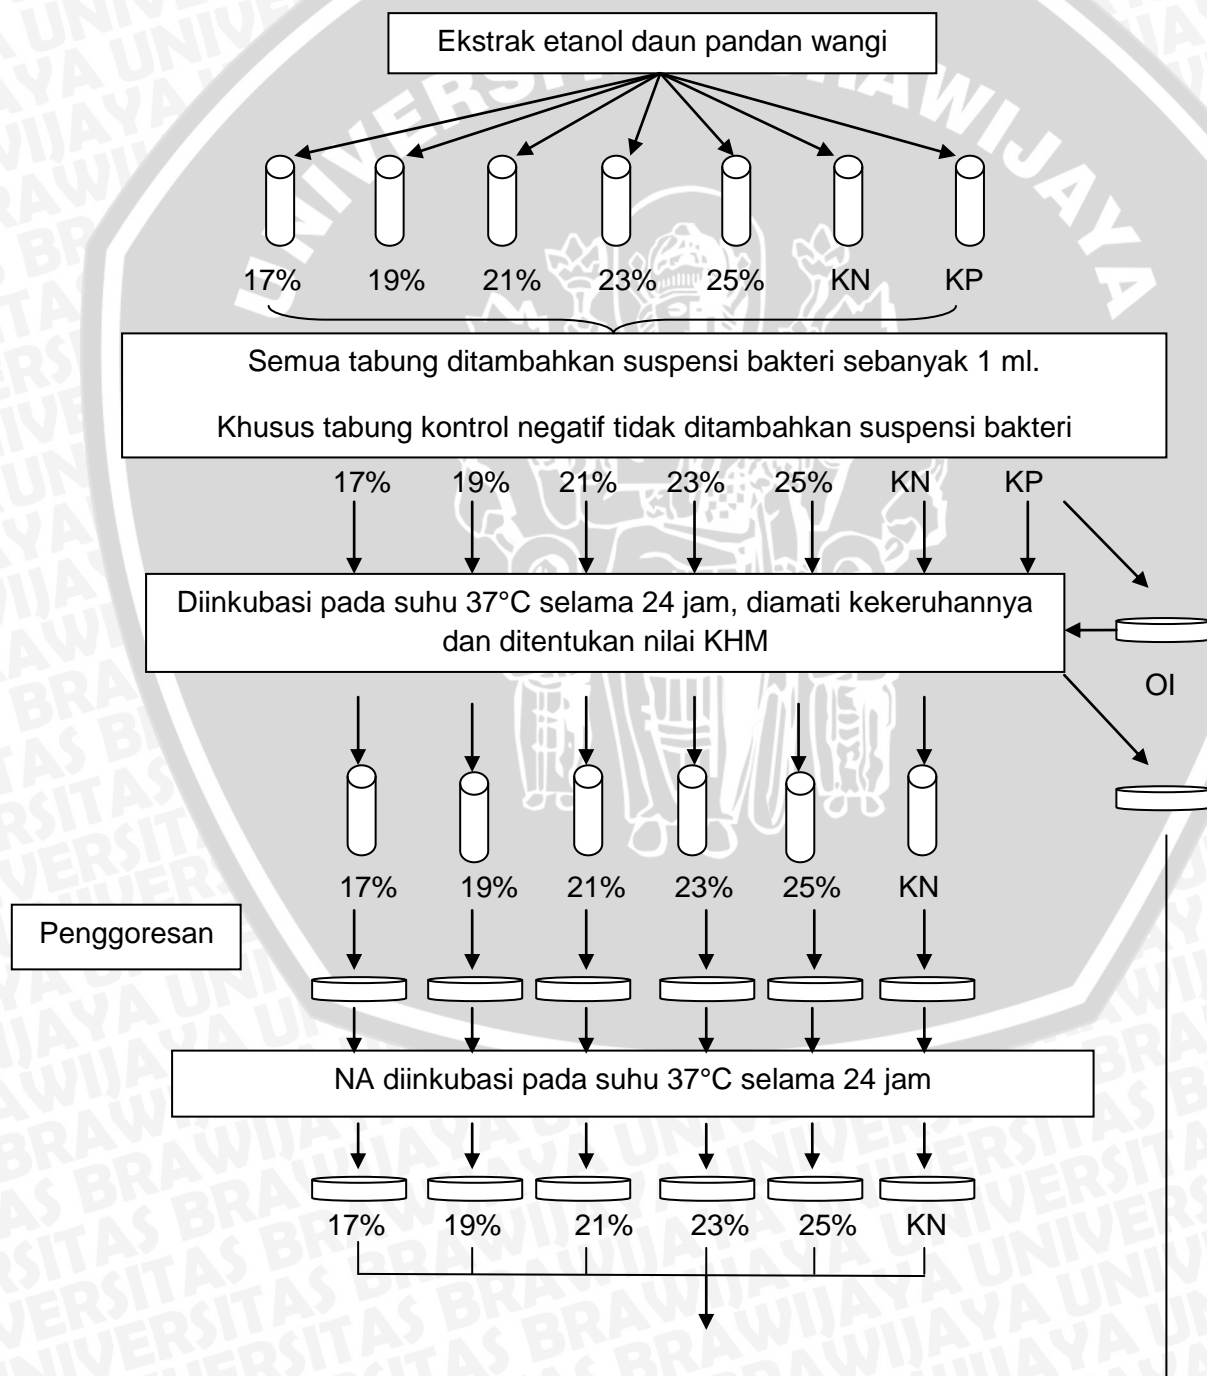 Ekstrak etanol daun pandan wangi
UNIVERSITAS BRAWIJAYA
17% 19% 21% 23% 25% KN KP
Semua tabung ditambahkan suspensi bakteri sebanyak 1 ml.
Khusus tabung kontrol negatif tidak ditambahkan suspensi bakteri
17% 19% 21% 23% 25% KN KP
Diinkubasi pada suhu 37°C selama 24 jam, diamati kekeruhannya
dan ditentukan nilai KHM
OI
17% 19% 21% 23% 25% KN
Penggoresan
NA diinkubasi pada suhu 37°C selama 24 jam
17% 19% 21% 23% 25% KN